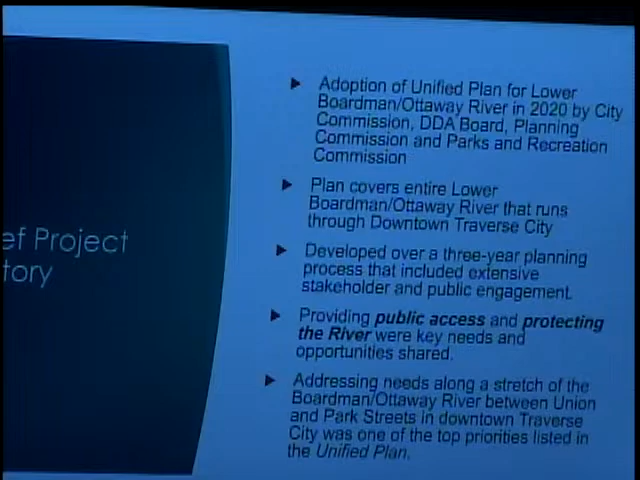 ef Project
tory
Adoption of Unified Plan for Lower
Boardman/Ottaway River in 2020 by City
Commission, DDA Board, Planning
Commission and Parks and Recreation
Commission
Plan covers entire Lower
Boardman/Ottaway River that runs
through Downtown Traverse City
Developed over a three-year planning
process that included extensive
stakeholder and public engagement.
Providing public access and protecting
the River were key needs and
opportunities shared.
Addressing needs along a stretch of the
Boardman/Ottaway River between Union
and Park Streets in downtown Traverse
City was one of the top priorities listed in
the Unified Plan.